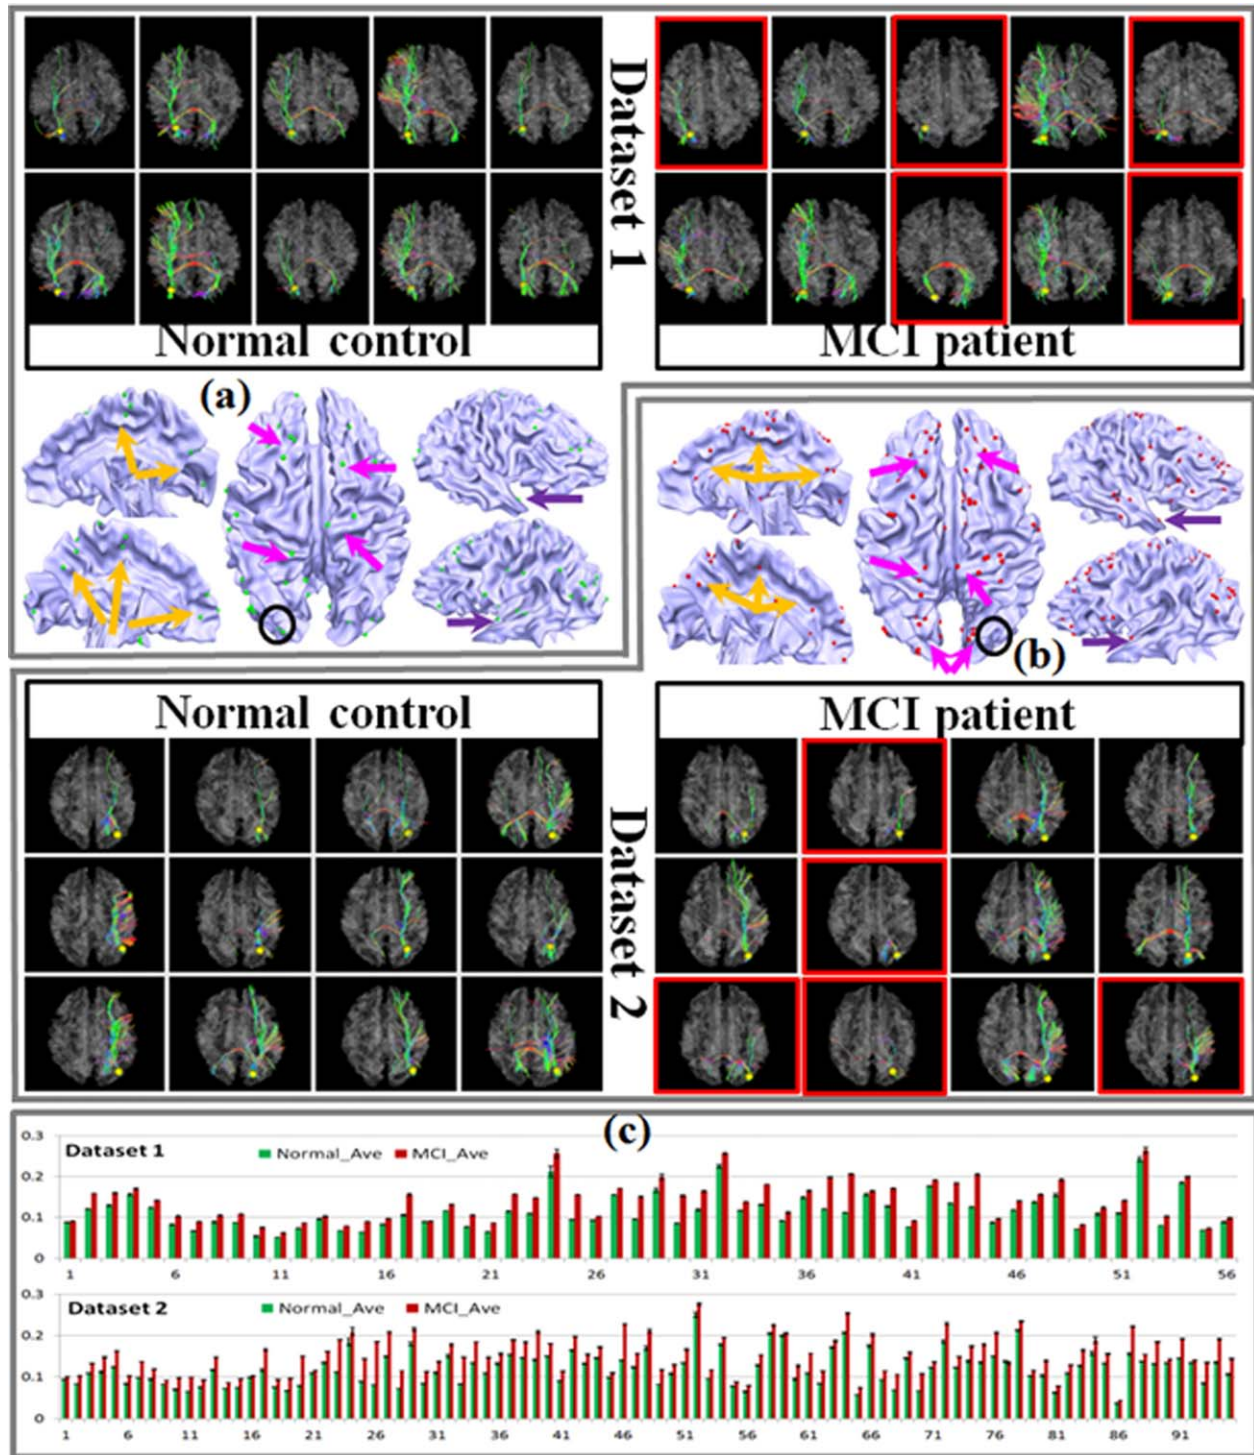 Dataset 1
Normal control
MCI patient
(a)
(b)
Normal control
MCI patient
Dataset 2
(c)
Dataset 1
Normal_Ave
MCI_Ave
0.3
0.2
0.1
0
1 6 11 16 21 26 31 36 41 46 51 56
Dataset 2
Normal_Ave
MCI_Ave
0.3
0.2
0.1
0
1 6 11 16 21 26 31 36 41 46 51 56 61 66 71 76 81 86 91